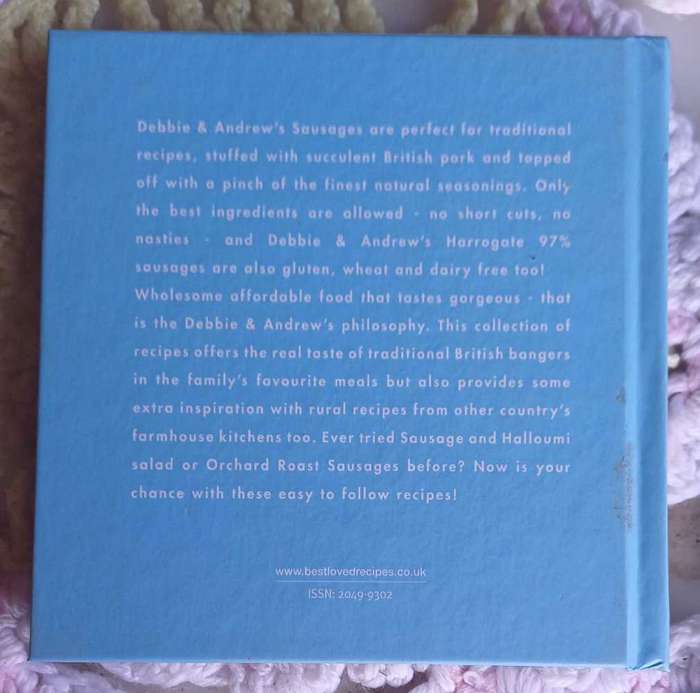 Debbie & Andrew's Sausages are perfect for traditional
recipes, stuffed with succulent British pork and topped
off with a pinch of the finest natural seasonings. Only
the best ingredients are allowed - no short cuts, no
nasties - and Debbie & Andrew's Harrogate 97%
sausages are also gluten, wheat and dairy free too!
Wholesome affordable food that tastes gorgeous - that
is the Debbie & Andrew's philosophy. This collection of
recipes offers the real taste of traditional British bangers
in the family's favourite meals but also provides some
extra inspiration with rural recipes from other country's
farmhouse kitchens too. Ever tried Sausage and Halloumi
salad or Orchard Roast Sausages before? Now is your
chance with these easy to follow recipes!
www.bestlovedrecipes.co.uk
ISSN: 2049-9302